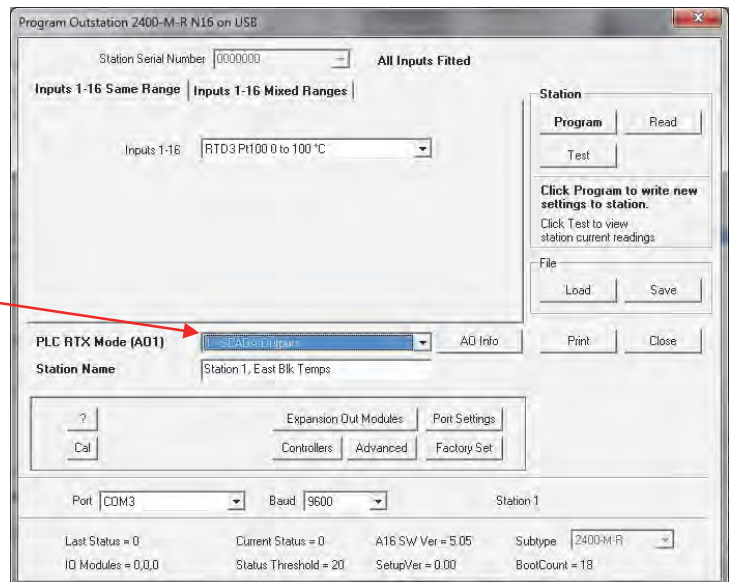 Program Outstation 2400-M-R N16 on USB
Station Serial Number 0000000 All Inputs Fitted
Inputs 1-16 Same Range Inputs 1-16 Mixed Ranges
Inputs 1-16 RTD3 Pt100 0 to 100 °C
Station
Program Read
Test
Click Program to write new
settings to station.
Click Test to view
station current readings
File
Load Save
PLC RTX Mode (AO1) 1 - SCADA Outputs AO Info Print Close
Station Name Station 1, East Blk Temps
? Expansion Out Modules Port Settings
Cal Controllers Advanced Factory Set
Port COM3 Baud 9600 Station 1
Last Status = 0 Current Status = 0 A16 SW Ver = 5.05 Subtype 2400-M-R
IO Modules = 0,0,0 Status Threshold = 20 SetupVer = 0.00 BootCount = 18